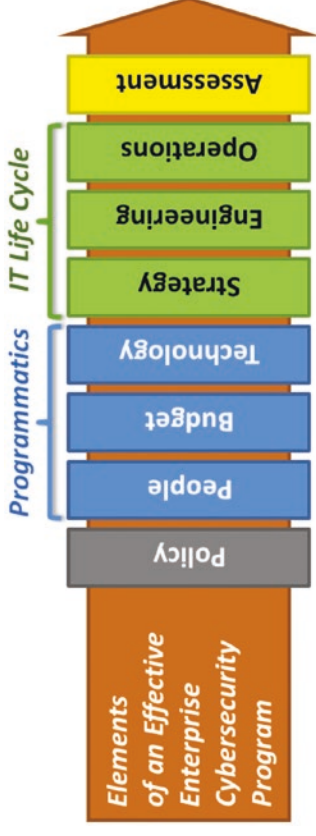 Elements
of an Effective
Enterprise
Cybersecurity
Program
Policy
Programmatics
People
Budget
Technology
IT Life Cycle
Strategy
Engineering
Operations
Assessment